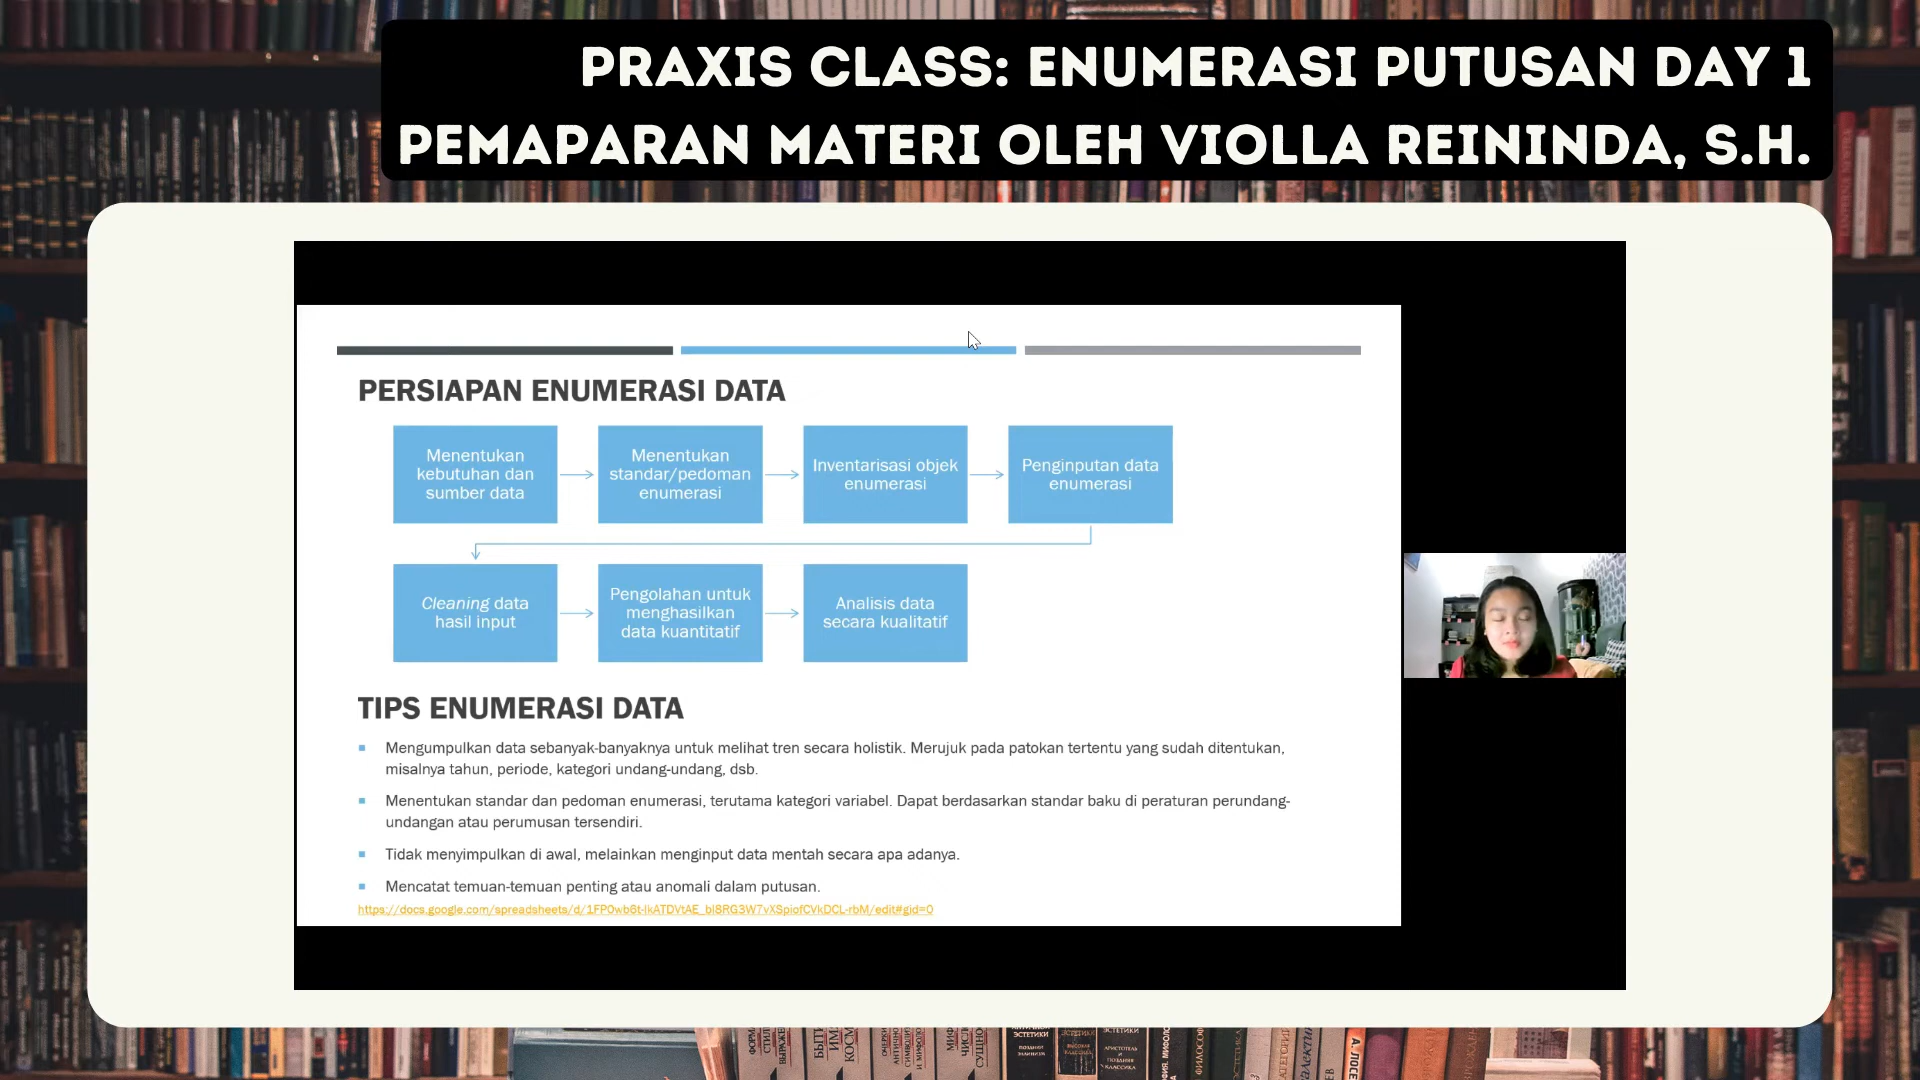 PRAXIS CLASS: ENUMERASI PUTUSAN DAY 1
PEMAPARAN MATERI OLEH VIOLLA REININDA, S.H.
PERSIAPAN ENUMERASI DATA
Menentukan
kebutuhan dan
sumber data
Menentukan
standar/pedoman
enumerasi
Inventarisasi objek
enumerasi
Penginputan data
enumerasi
Cleaning data
hasil input
Pengolahan untuk
menghasilkan
data kuantitatif
Analisis data
secara kualitatif
TIPS ENUMERASI DATA
Mengumpulkan data sebanyak-banyaknya untuk melihat tren secara holistik. Merujuk pada patokan tertentu yang sudah ditentukan,
misalnya tahun, periode, kategori undang-undang, dsb.
Menentukan standar dan pedoman enumerasi, terutama kategori variabel. Dapat berdasarkan standar baku di peraturan perundang-
undangan atau perumusan tersendiri.
Tidak menyimpulkan di awal, melainkan menginput data mentah secara apa adanya.
Mencatat temuan-temuan penting atau anomali dalam putusan.